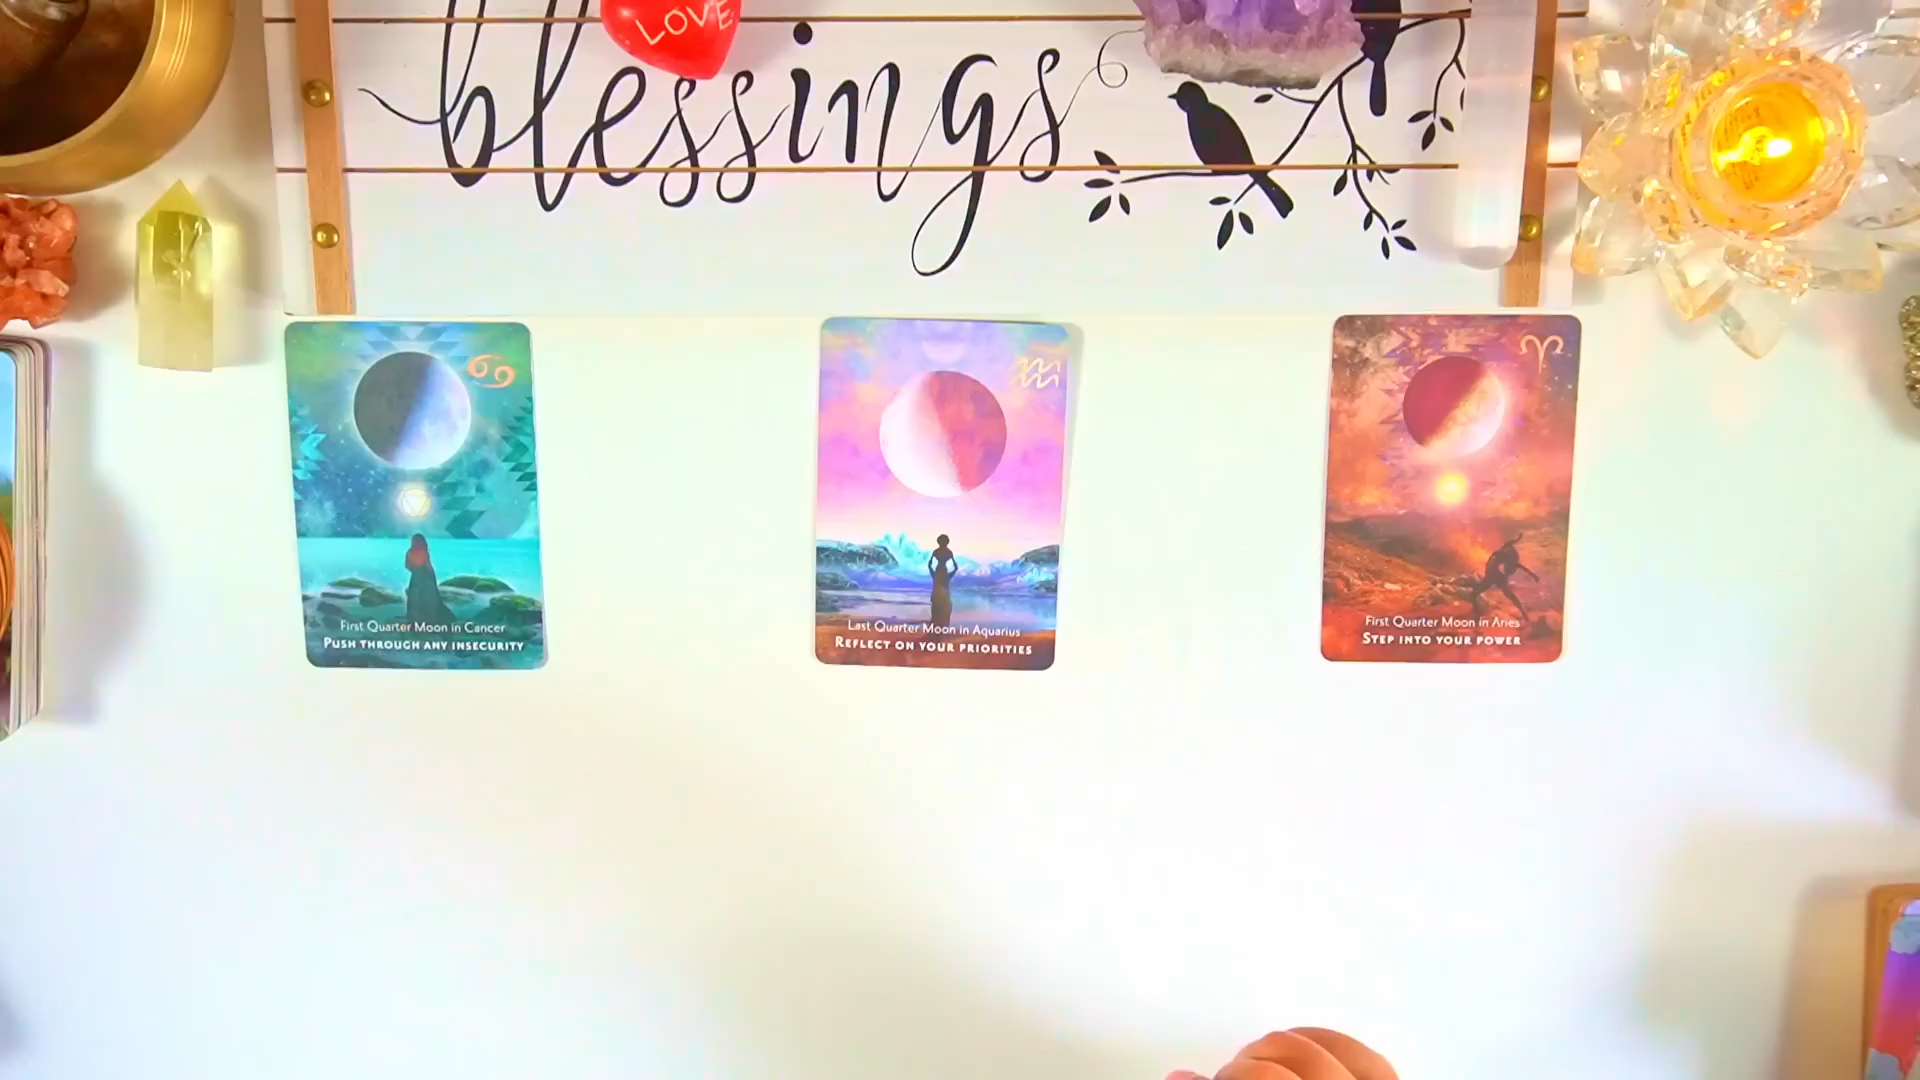 LOVE
blessings
First Quarter Moon in Cancer
PUSH THROUGH ANY INSECURITY
Last Quarter Moon in Aquarius
REFLECT ON YOUR PRIORITIES
First Quarter Moon in Aries
STEP INTO YOUR POWER